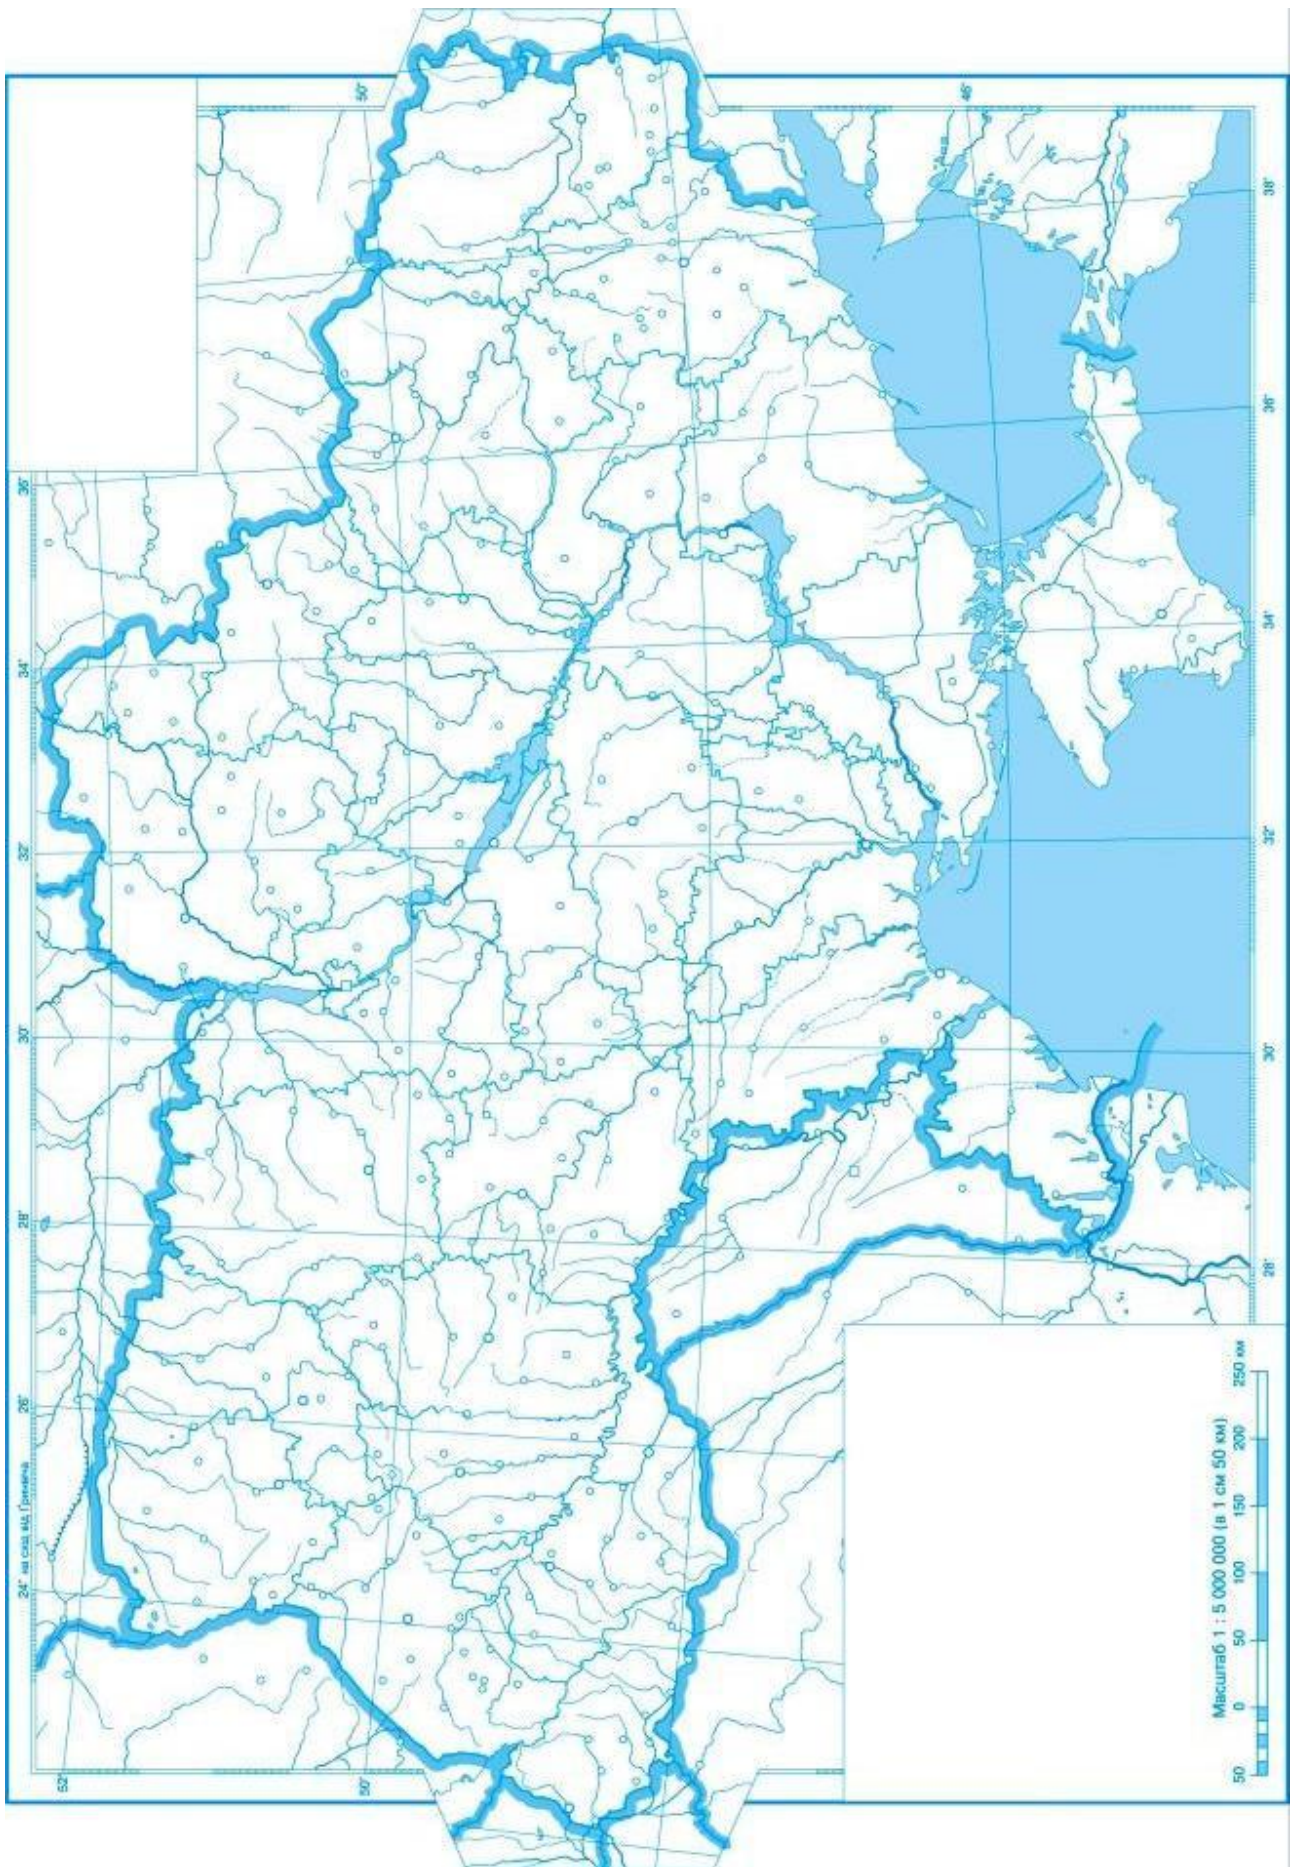 24° на схід від Гринвіча 26° 28° 30° 32° 34° 36°
52°
50°
50°
46°
28° 30° 32° 34° 36° 38°
Масштаб 1 : 5 000 000 (в 1 см 50 км)
50 0 50 100 150 200 250 км